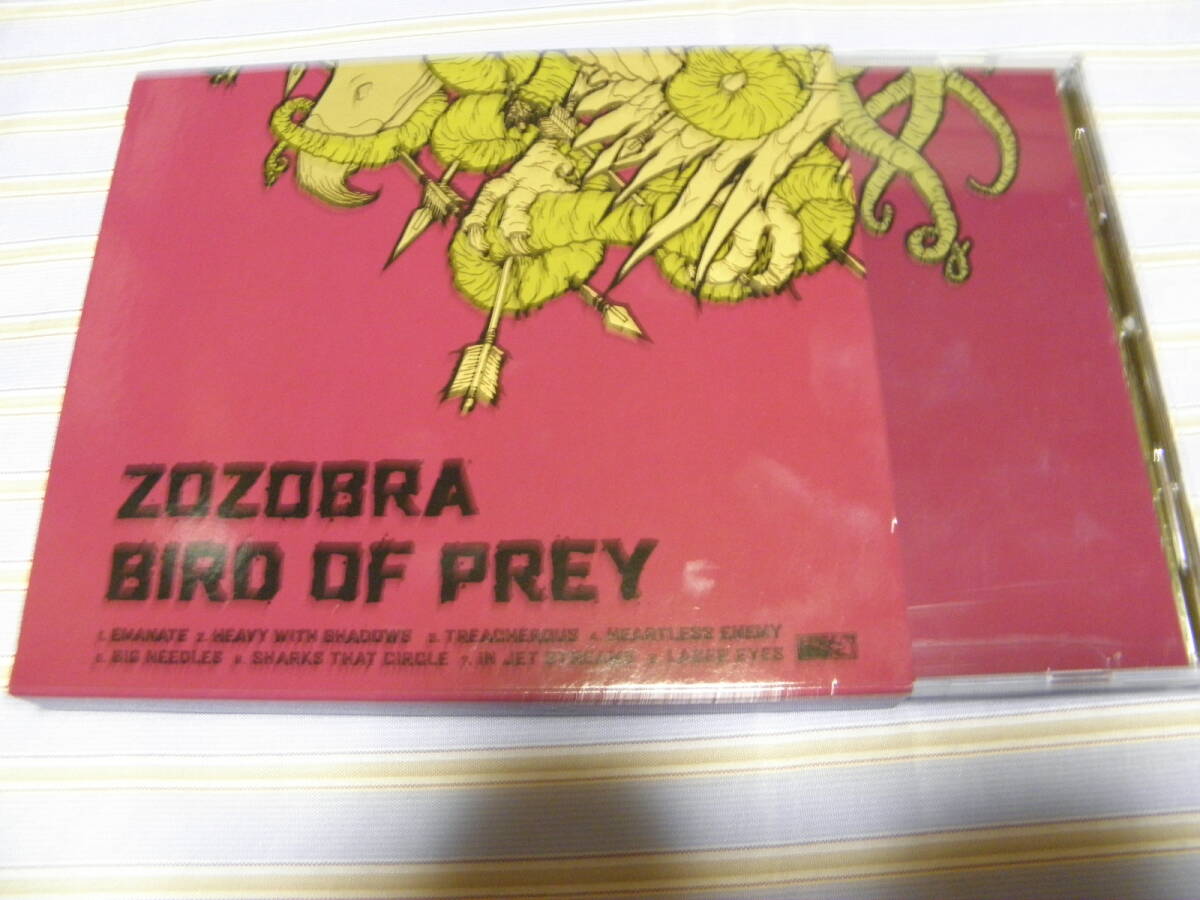 ZOZOBRA
BIRD OF PREY
1. EMANATE 2. HEAVY WITH SHADOWS 3. TREACHEROUS 4. HEARTLESS ENEMY
5. BIG NEEDLES 6. SHARKS THAT CIRCLE 7. IN JET STREAMS 8. LASER EYES